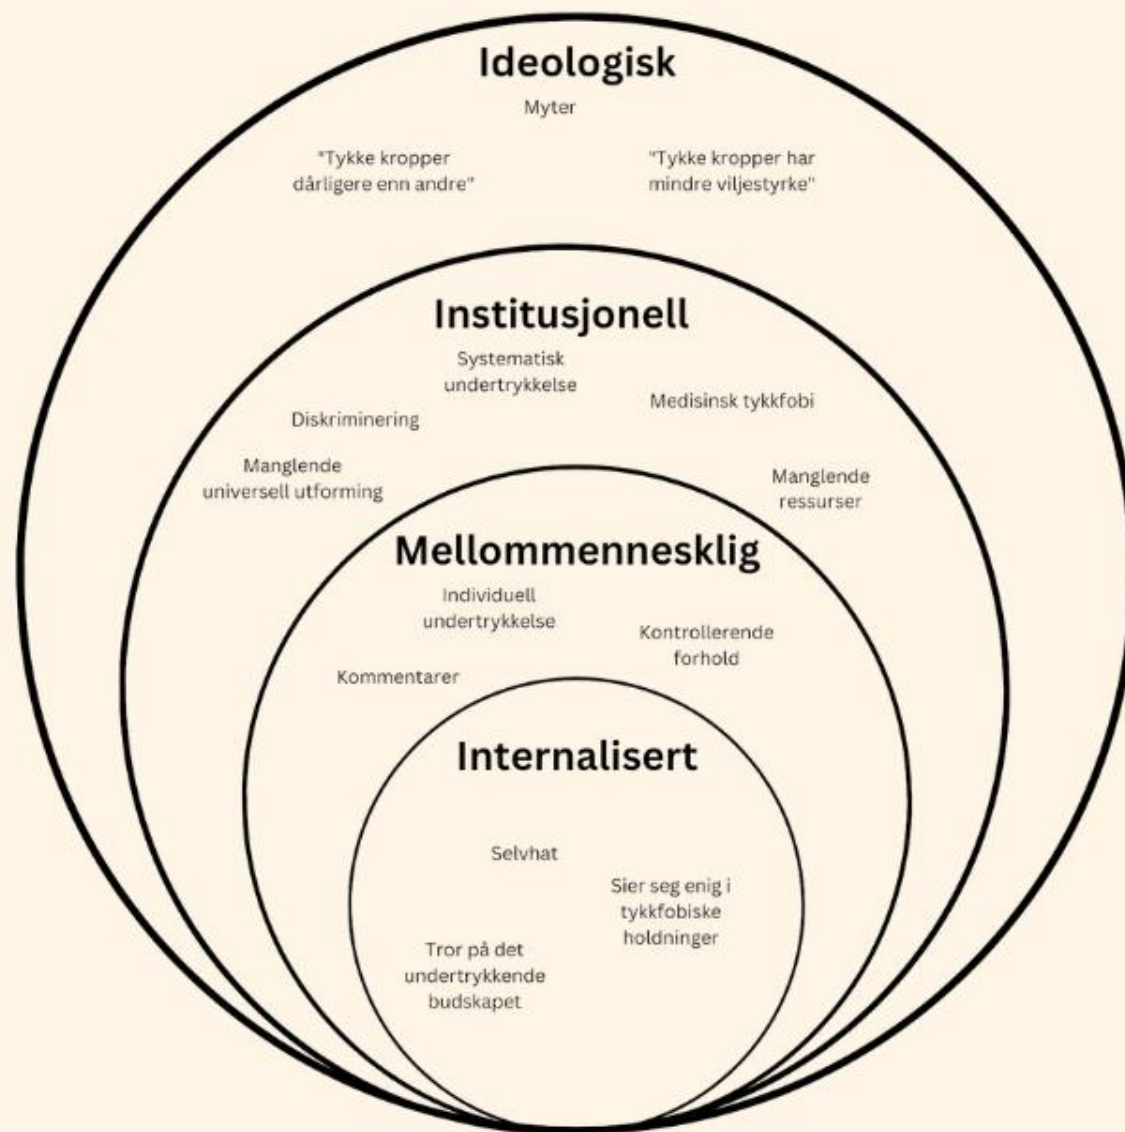 Ideologisk
Myter
"Tykke kropper
dårligere enn andre"
"Tykke kropper har
mindre viljestyrke"
Institusjonell
Systematisk
undertrykkelse
Medisinsk tykkfobi
Diskriminering
Manglende
universell utforming
Manglende
ressurser
Mellommennesklig
Individuell
undertrykkelse
Kontrollerende
forhold
Kommentarer
Internalisert
Selvhat
Sier seg enig i
tykkfobiske
holdninger
Tror på det
undertrykkende
budskapet